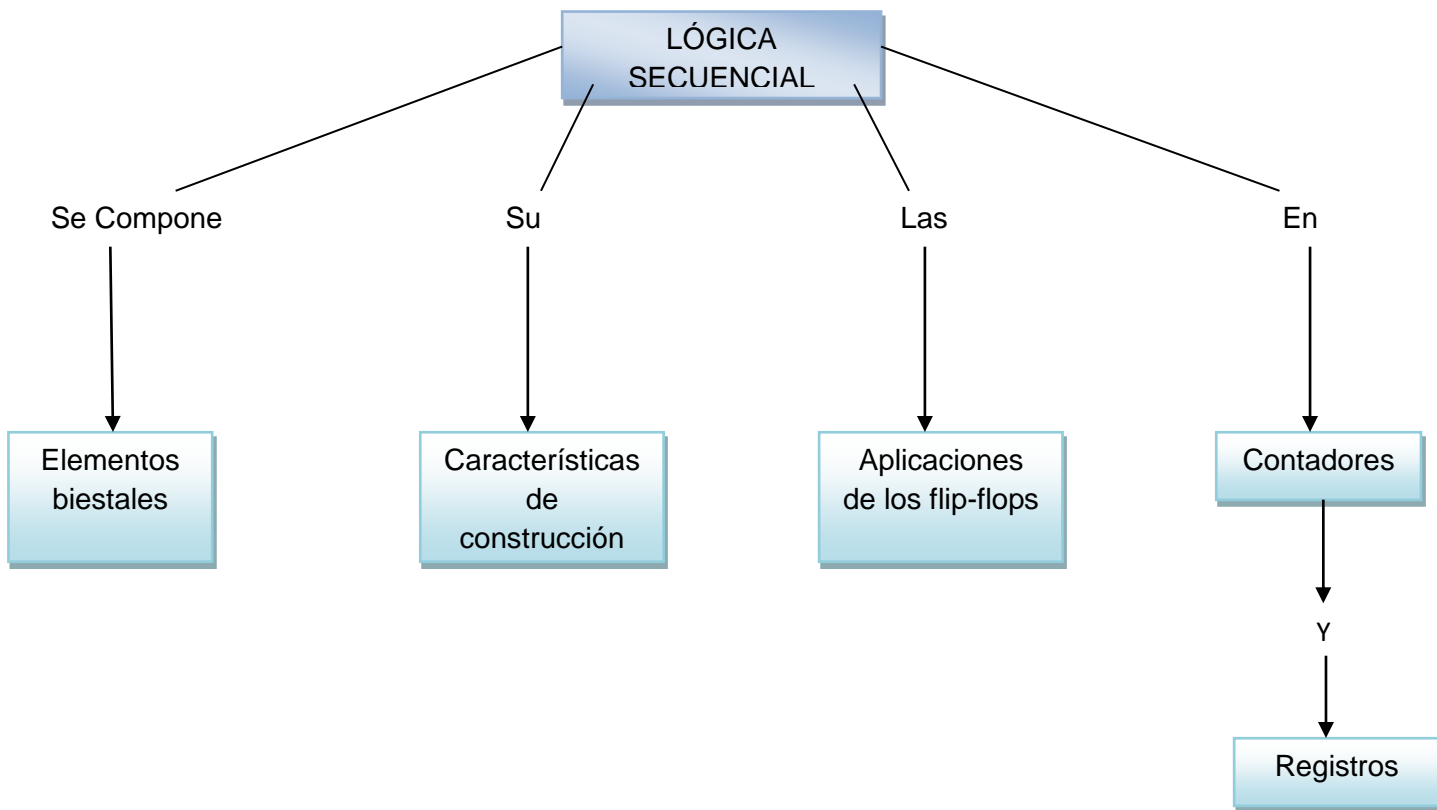 LÓGICA
SECUENCIAL
Se Compone
Su
Las
En
Elementos
biestales
Características
de
construcción
Aplicaciones
de los flip-flops
Contadores
Y
Registros